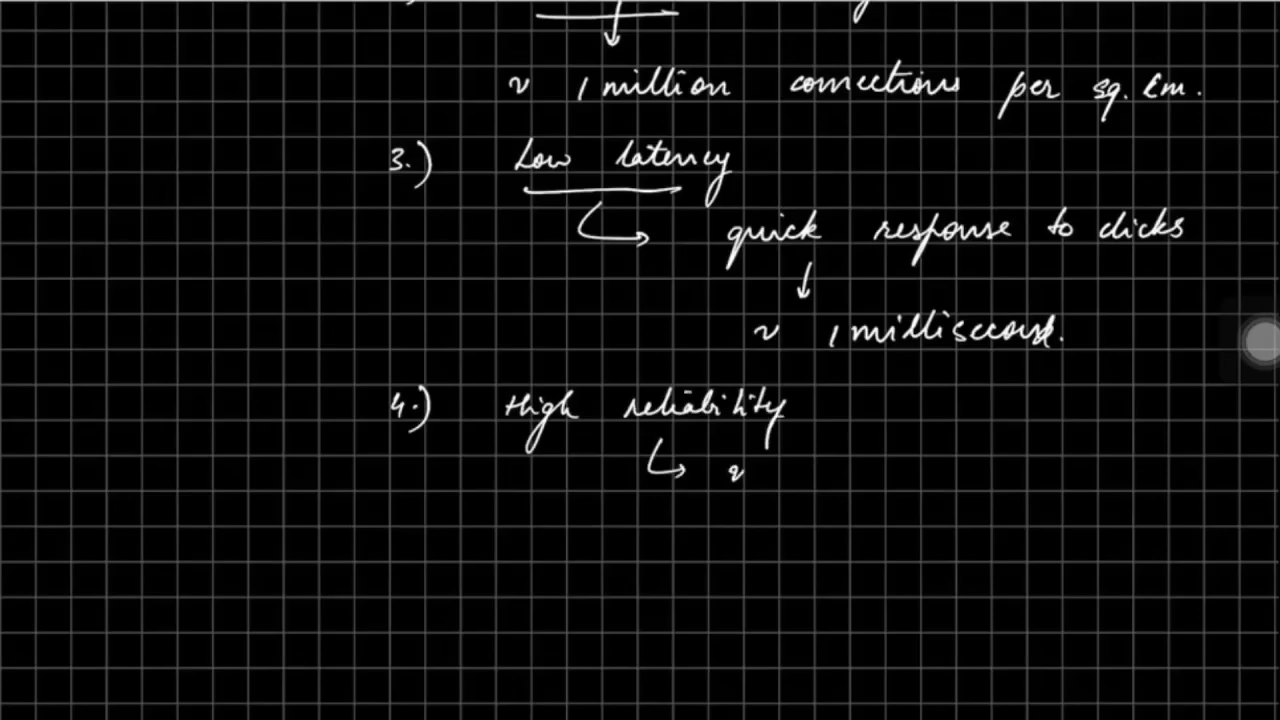 ~ 1 million connections per sq. km.
3.) Low latency
quick response to clicks
~ 1 millisecond.
4.) High reliability
~